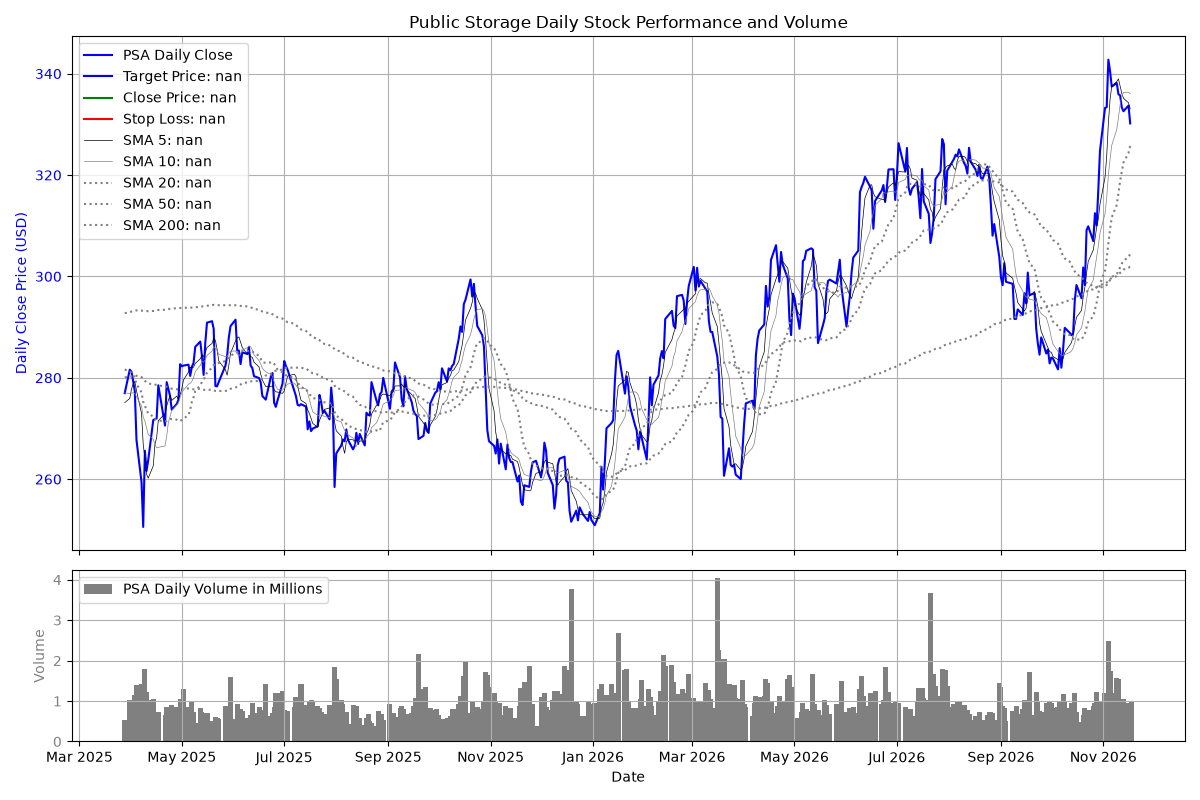 Public Storage Daily Stock Performance and Volume
PSA Daily Close
Target Price: nan
Close Price: nan
Stop Loss: nan
SMA 5: nan
SMA 10: nan
SMA 20: nan
SMA 50: nan
SMA 200: nan
340
320
300
280
260
Daily Close Price (USD)
PSA Daily Volume in Millions
4
3
2
1
0
Volume
Mar 2025 May 2025 Jul 2025 Sep 2025 Nov 2025 Jan 2026 Mar 2026 May 2026 Jul 2026 Sep 2026 Nov 2026
Date